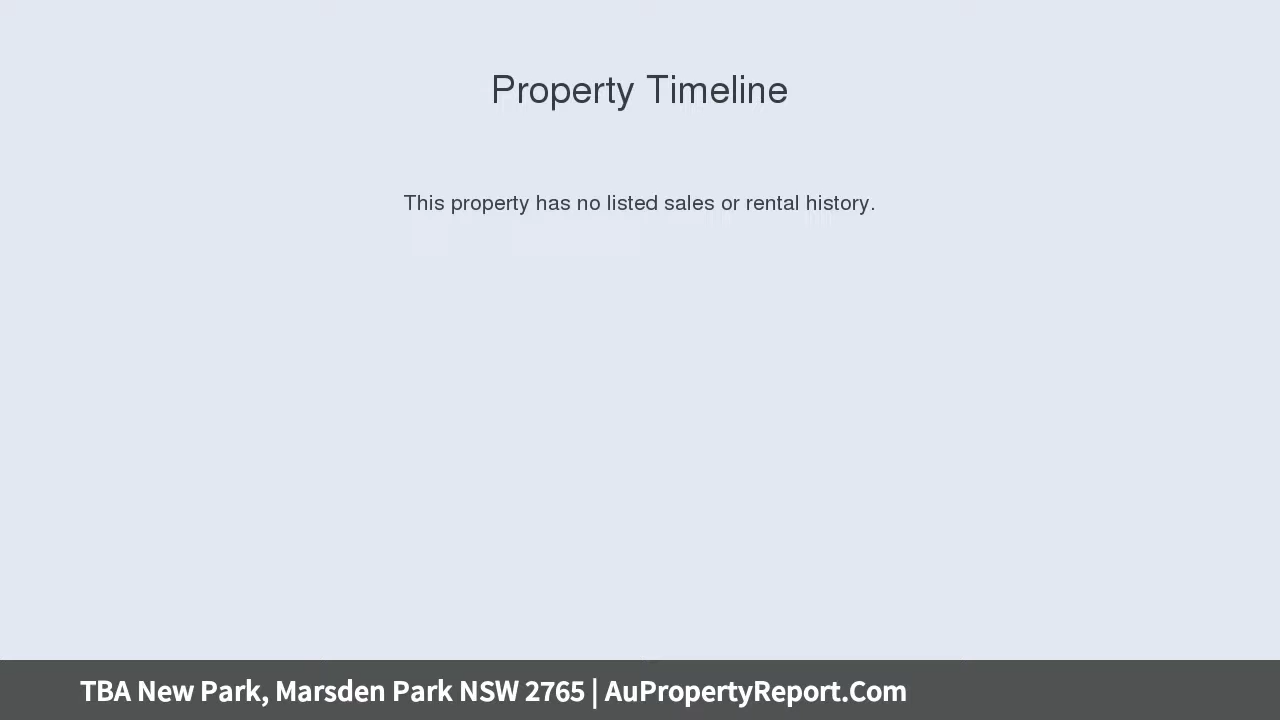 Property Timeline
This property has no listed sales or rental history.
TBA New Park, Marsden Park NSW 2765 | AuPropertyReport.Com